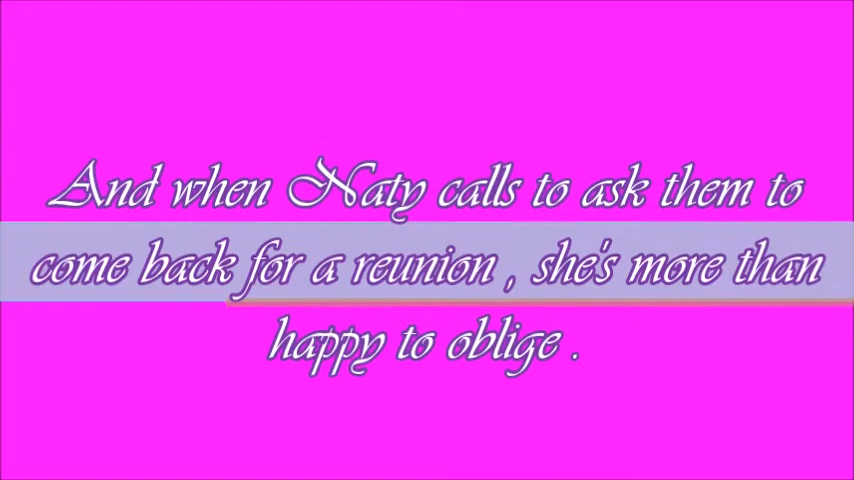 And when Naty calls to ask them to
come back for a reunion , she's more than
happy to oblige .